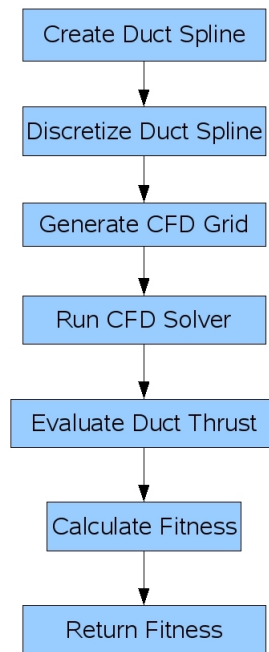 Create Duct Spline
Discretize Duct Spline
Generate CFD Grid
Run CFD Solver
Evaluate Duct Thrust
Calculate Fitness
Return Fitness